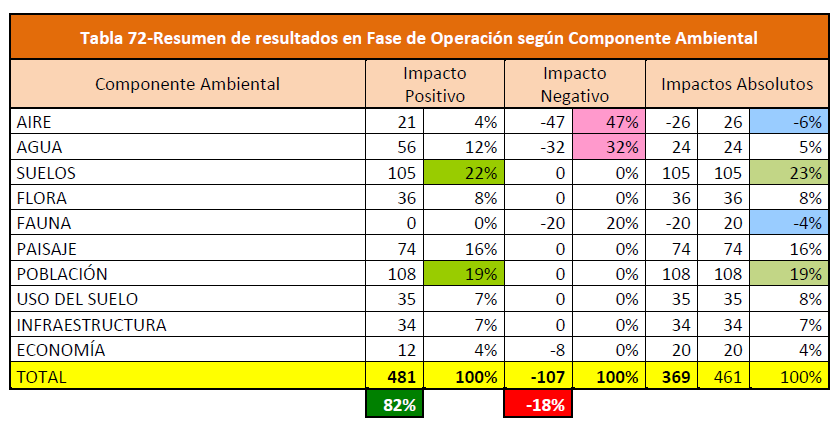 Tabla 72-Resumen de resultados en Fase de Operación según Componente Ambiental
Componente Ambiental Impacto Positivo Impacto Negativo Impactos Absolutos
AIRE 21 4% -47 47% -26 26 -6%
AGUA 56 12% -32 32% 24 24 5%
SUELOS 105 22% 0 0% 105 105 23%
FLORA 36 8% 0 0% 36 36 8%
FAUNA 0 0% -20 20% -20 20 -4%
PAISAJE 74 16% 0 0% 74 74 16%
POBLACIÓN 108 19% 0 0% 108 108 19%
USO DEL SUELO 35 7% 0 0% 35 35 8%
INFRAESTRUCTURA 34 7% 0 0% 34 34 7%
ECONOMÍA 12 4% -8 0% 20 20 4%
TOTAL 481 100% -107 100% 369 461 100%
82% -18%